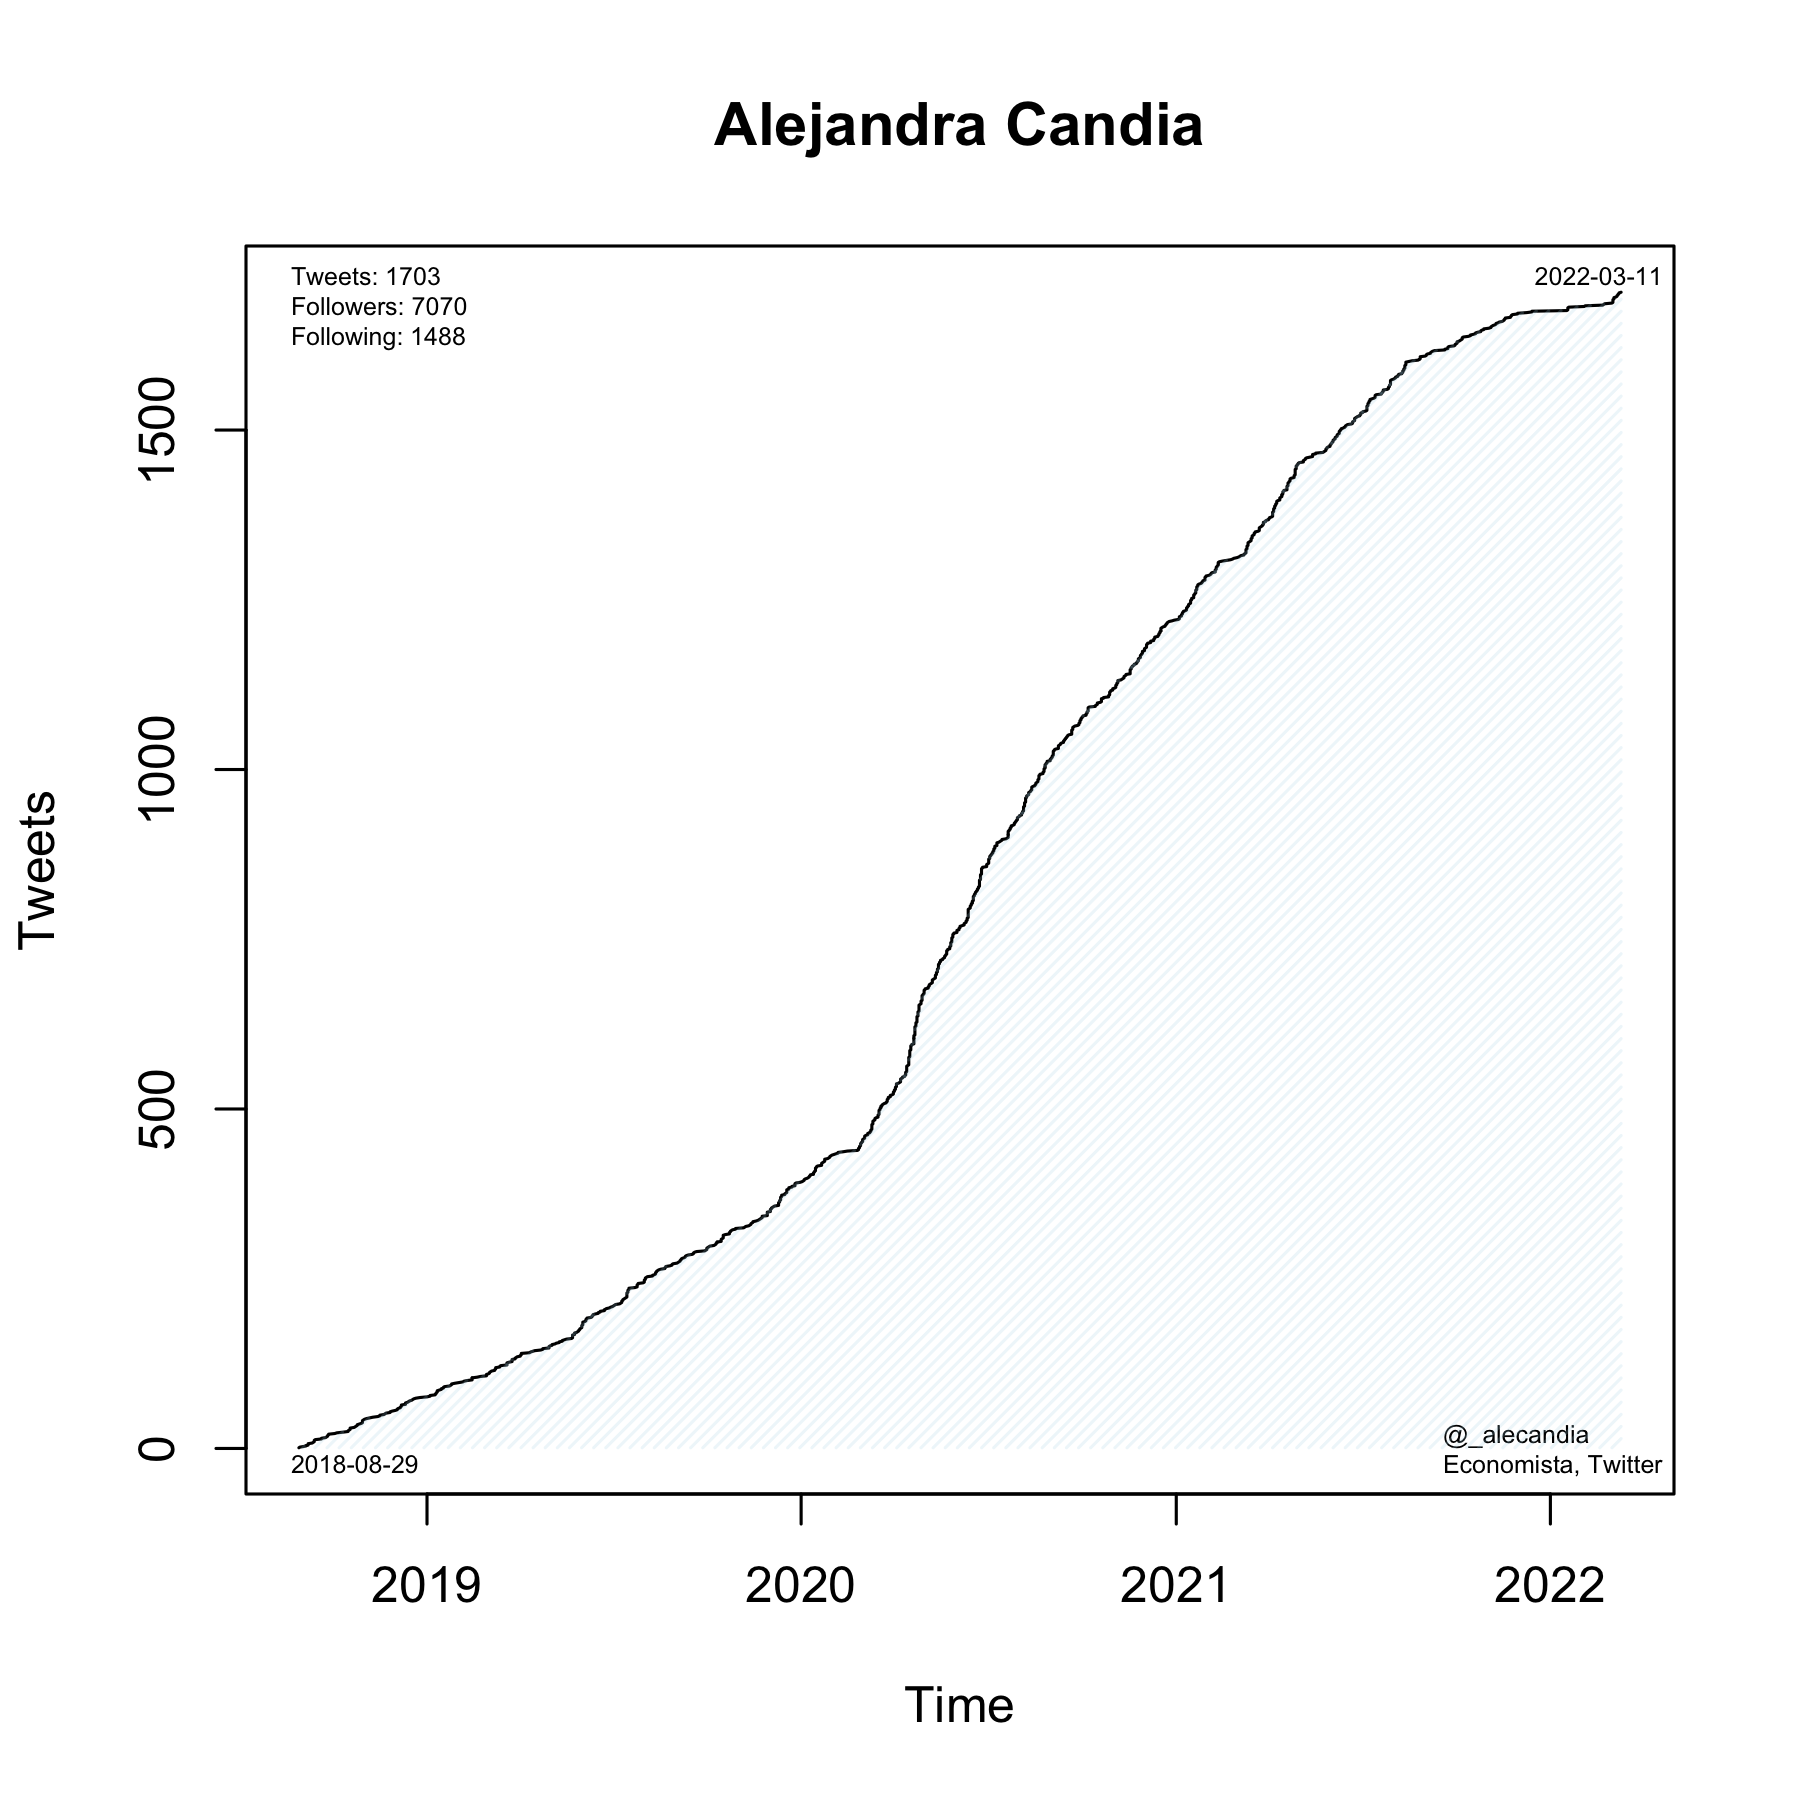 Alejandra Candia
Tweets: 1703
Followers: 7070
Following: 1488
2022-03-11
1500
1000
500
0
Tweets
2018-08-29
@_alecandia
Economista, Twitter
2019
2020
2021
2022
Time